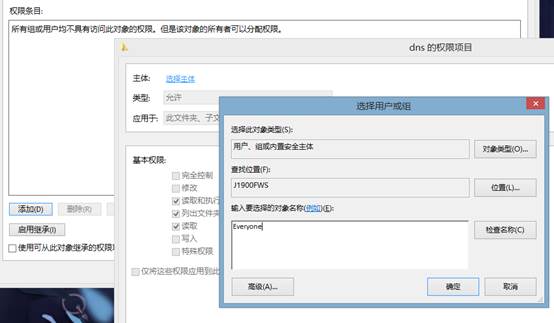 权限条目:
所有组或用户均不具有访问此对象的权限。但是该对象的所有者可以分配权限。
dns 的权限项目
主体: 选择主体
类型: 允许
应用于: 此文件夹、子文
基本权限:
完全控制
修改
读取和执行
列出文件夹
读取
写入
特殊权限
仅将这些权限应用到此
添加(D) 删除(R)
启用继承(I)
使用可从此对象继承的权限项
选择用户或组
选择此对象类型(S):
用户、组或内置安全主体 对象类型(O)...
查找位置(F):
J1900FWS 位置(L)...
输入要选择的对象名称(例如)(E):
Everyone 检查名称(C)
高级(A)... 确定 取消